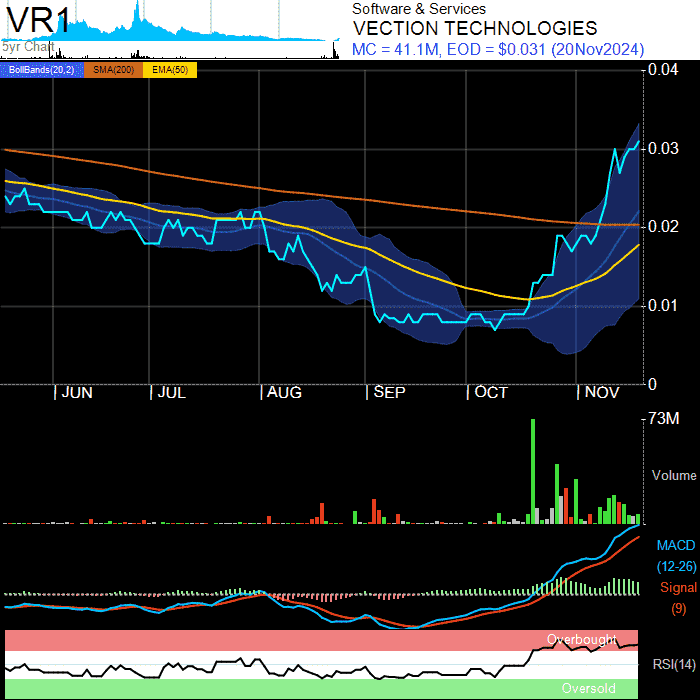 VR1
5yr Chart
Software & Services
VECTION TECHNOLOGIES
MC = 41.1M, EOD = $0.031 (20Nov2024)
BollBands(20,2) SMA(200) EMA(50)
0.04
0.03
0.02
0.01
0
JUN JUL AUG SEP OCT NOV
73M
Volume
MACD
(12-26)
Signal
(9)
Overbought
RSI(14)
Oversold